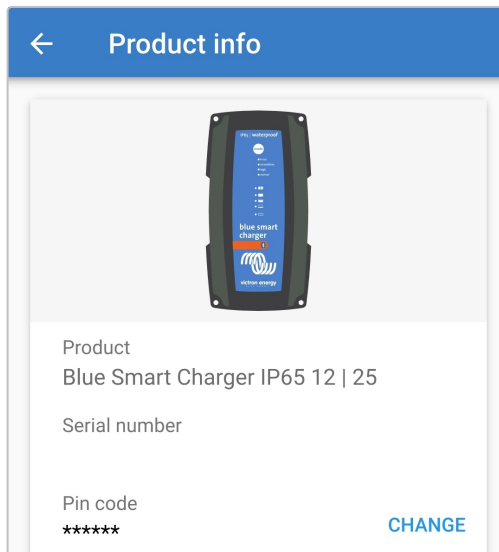 Product info
waterproof
blue smart
charger
victron energy
Product
Blue Smart Charger IP65 12 | 25
Serial number
Pin code
******
CHANGE